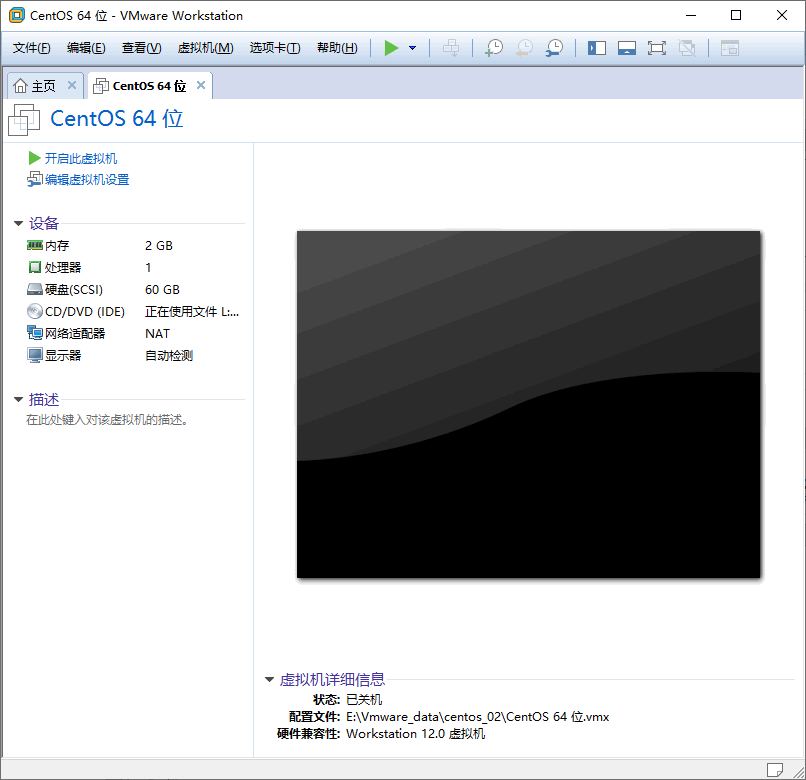 CentOS 64 位 - VMware Workstation
文件(F) 编辑(E) 查看(V) 虚拟机(M) 选项卡(T) 帮助(H)
主页 CentOS 64 位
CentOS 64 位
开启此虚拟机
编辑虚拟机设置
设备
内存 2 GB
处理器 1
硬盘(SCSI) 60 GB
CD/DVD (IDE) 正在使用文件 L:...
网络适配器 NAT
显示器 自动检测
描述
在此处键入对该虚拟机的描述。
虚拟机详细信息
状态: 已关机
配置文件: E:\Vmware_data\centos_02\CentOS 64 位.vmx
硬件兼容性: Workstation 12.0 虚拟机